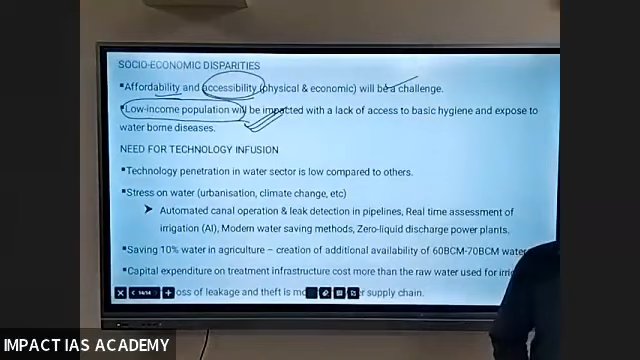 SOCIO-ECONOMIC DISPARITIES
▪Affordability and accessibility (physical & economic) will be a challenge.
▪Low-income population will be impacted with a lack of access to basic hygiene and expose to
water borne diseases.
NEED FOR TECHNOLOGY INFUSION
▪Technology penetration in water sector is low compared to others.
▪Stress on water (urbanisation, climate change, etc)
➤ Automated canal operation & leak detection in pipelines, Real time assessment of
irrigation (AI), Modern water saving methods, Zero-liquid discharge power plants.
▪Saving 10% water in agriculture – creation of additional availability of 60BCM-70BCM water
▪Capital expenditure on treatment infrastructure cost more than the raw water used for
14/14 oss of leakage and theft is supply chain.
IMPACT IAS ACADEMY